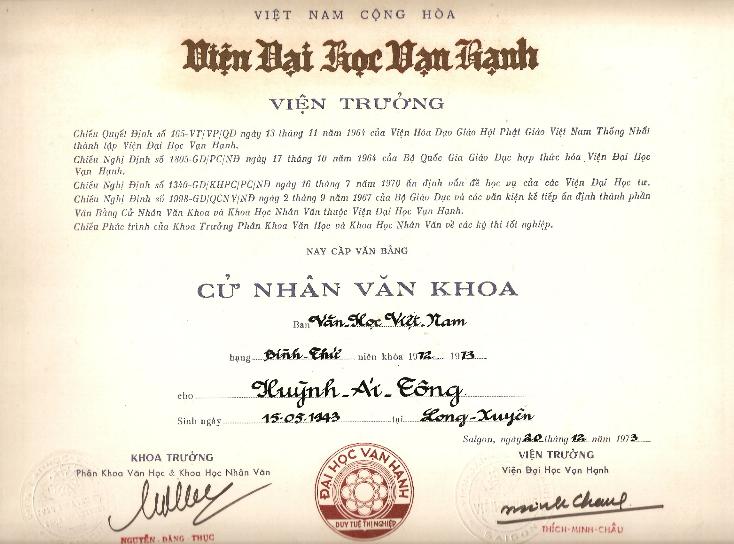 VIỆT NAM CỘNG HÒA
Viện Đại Học Vạn Hạnh
VIỆN TRƯỞNG
Chiếu Quyết Định số 165-VT/VP/QD ngày 13 tháng 11 năm 1964 của Viện Hóa Đạo Giáo Hội Phật Giáo Việt Nam Thống Nhất
thành lập Viện Đại Học Vạn Hạnh.
Chiếu Nghị Định số 1805-GD/PC/NĐ ngày 17 tháng 10 năm 1964 của Bộ Quốc Gia Giáo Dục hợp thức hóa Viện Đại Học
Vạn Hạnh.
Chiếu Nghị Định số 1346-GD/KHPC/PC/NĐ ngày 16 tháng 7 năm 1970 ấn định vấn đề học vụ của các Viện Đại Học tư.
Chiếu Nghị Định số 1998-GD/QCNV/NĐ ngày 2 tháng 9 năm 1967 của Bộ Giáo Dục và các văn kiện kế tiếp ấn định thành phần
Văn Bằng Cử Nhân Văn Khoa và Khoa Học Nhân Văn thuộc Viện Đại Học Vạn Hạnh.
Chiếu Phúc trình của Khoa Trưởng Phân Khoa Văn Học và Khoa Học Nhân Văn về các kỳ thi tốt nghiệp.
NAY CẤP VĂN BẰNG
CỬ NHÂN VĂN KHOA
Ban Văn-Học Việt-Nam
hạng Bình-Thứ niên khóa 1972 1973
cho Huỳnh-Ái-Tông
Sinh ngày 15.05.1943 tại Long-Xuyên
Saigon, ngày 20 tháng 12 năm 1973
KHOA TRƯỞNG
Phân Khoa Văn Học & Khoa Học Nhân Văn
NGUYỄN-ĐĂNG THỤC
ĐẠI HỌC VẠN HẠNH
DUY TUỆ THỊ NGHIỆP
VIỆN TRƯỞNG
Viện Đại Học Vạn Hạnh
Minh Chau
THÍCH-MINH-CHÂU